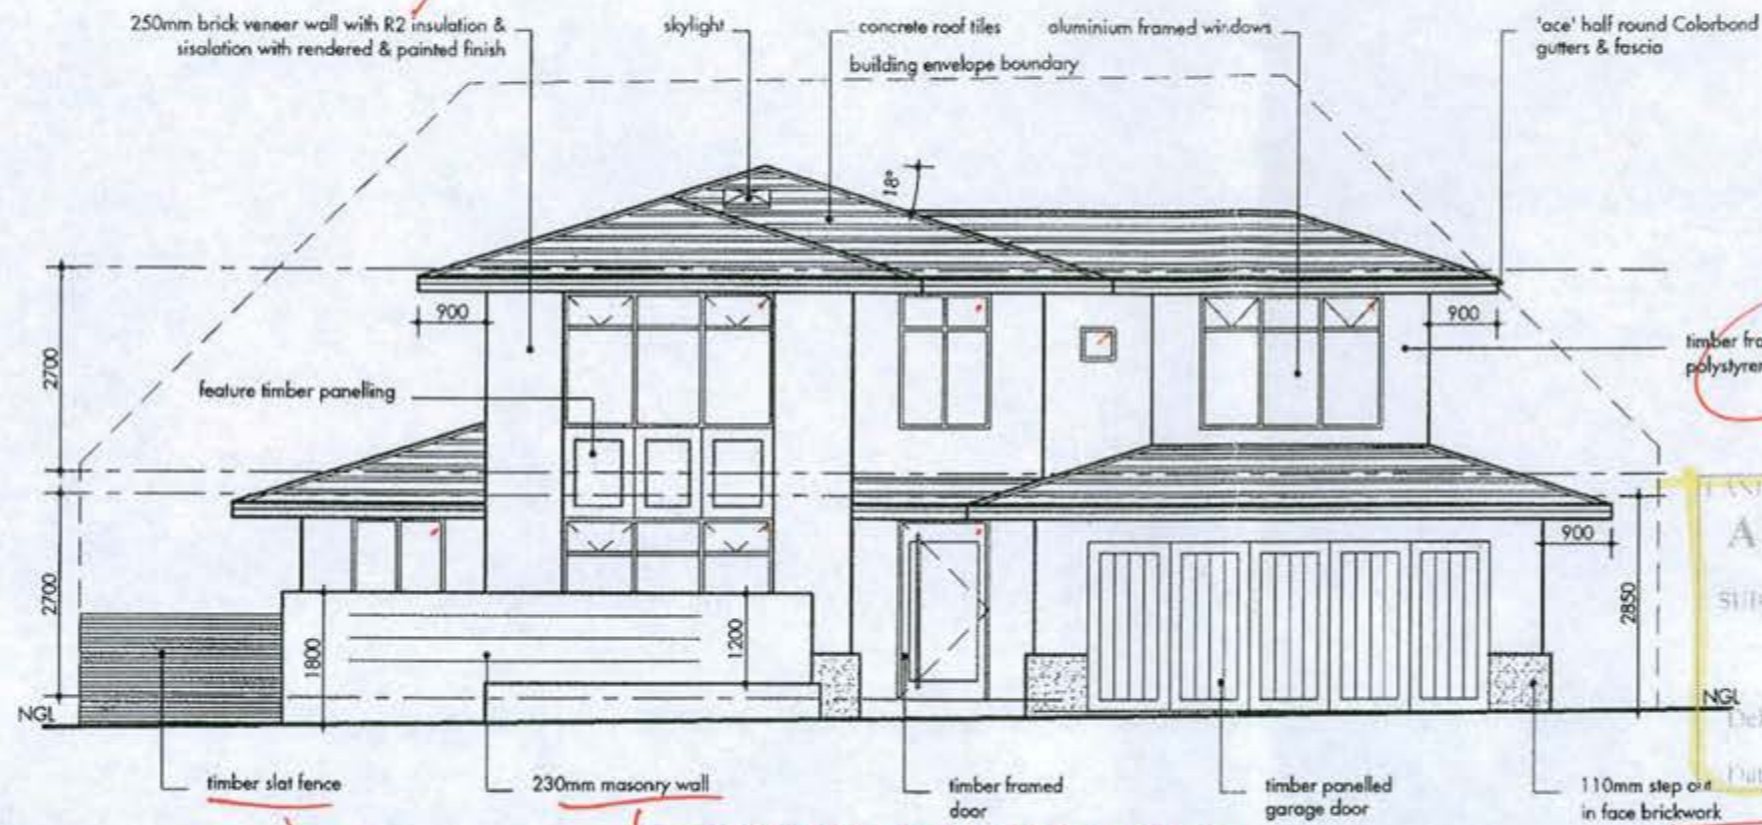 250mm brick veneer wall with R2 insulation &
sisalation with rendered & painted finish
skylight
concrete roof tiles
aluminium framed windows
building envelope boundary
'ace' half round Colorbond
gutters & fascia
18°
900
900
2700
timber
polystyrene
feature timber panelling
2700
900
2850
1800
1200
NGL
NGL
timber slat fence
230mm masonry wall
timber framed
door
timber panelled
garage door
110mm step out
in face brickwork